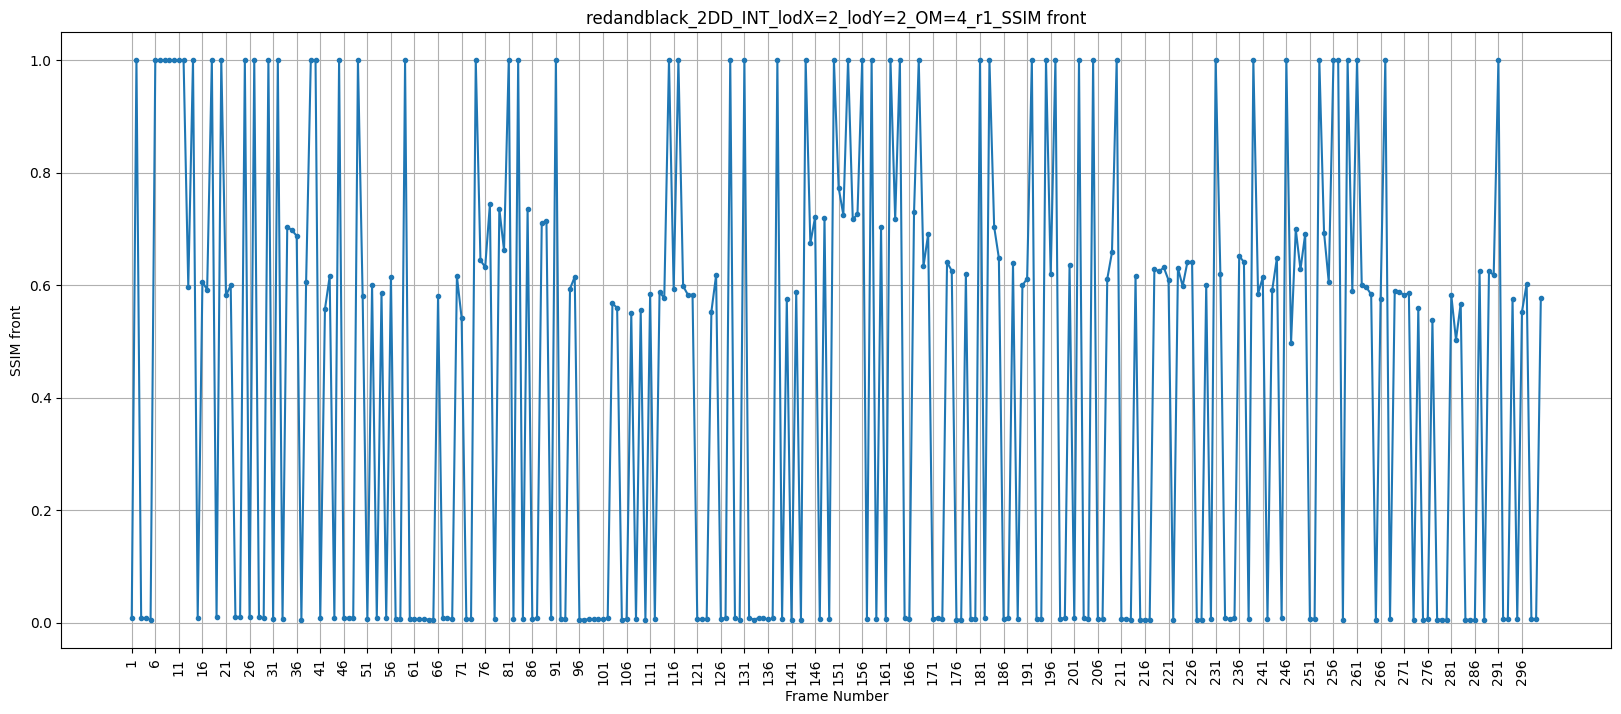 redandblack_2DD_INT_lodX=2_lodY=2_OM=4_r1_SSIM front
SSIM front
1.0
0.8
0.6
0.4
0.2
0.0
1 6 11 16 21 26 31 36 41 46 51 56 61 66 71 76 81 86 91 96 101 106 111 116 121 126 131 136 141 146 151 156 161 166 171 176 181 186 191 196 201 206 211 216 221 226 231 236 241 246 251 256 261 266 271 276 281 286 291 296
Frame Number